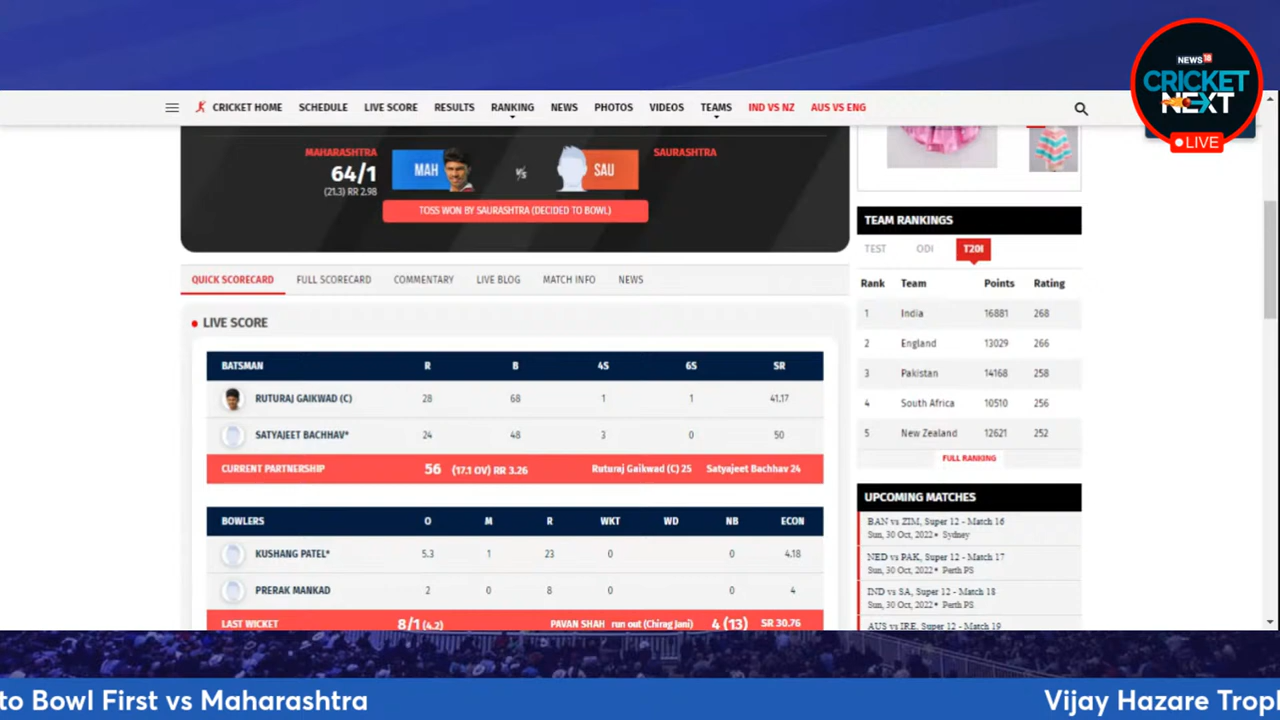 NEWS18
CRICKET
NEXT
LIVE
CRICKET HOME SCHEDULE LIVE SCORE RESULTS RANKING NEWS PHOTOS VIDEOS TEAMS IND VS NZ AUS VS ENG
MAHARASHTRA
64/1
(21.3) RR 2.98
MAH
V/S
SAU
SAURASHTRA
TOSS WON BY SAURASHTRA (DECIDED TO BOWL)
QUICK SCORECARD FULL SCORECARD COMMENTARY LIVE BLOG MATCH INFO NEWS
LIVE SCORE
BATSMAN R B 4S 6S SR
RUTURAJ GAIKWAD (C) 28 68 1 1 41.17
SATYAJEET BACHHAV* 24 48 3 0 50
CURRENT PARTNERSHIP 56 (17.1 OV) RR 3.26 Ruturaj Gaikwad (C) 25 Satyajeet Bachhav 24
BOWLERS O M R WKT WD NB ECON
KUSHANG PATEL* 5.3 1 23 0 0 4.18
PRERAK MANKAD 2 0 8 0 0 4
LAST WICKET 8/1 (4.2) PAVAN SHAH run out (Chirag Jani) 4 (13) SR 30.76
TEAM RANKINGS
TEST ODI T20I
Rank Team Points Rating
1 India 16881 268
2 England 13029 266
3 Pakistan 14168 258
4 South Africa 10510 256
5 New Zealand 12621 252
FULL RANKING
UPCOMING MATCHES
BAN vs ZIM, Super 12 - Match 16
Sun, 30 Oct, 2022• Sydney
NED vs PAK, Super 12 - Match 17
Sun, 30 Oct, 2022• Perth PS
IND vs SA, Super 12 - Match 18
Sun, 30 Oct, 2022• Perth PS
AUS vs IRE, Super 12 - Match 19
to Bowl First vs Maharashtra Vijay Hazare Trop